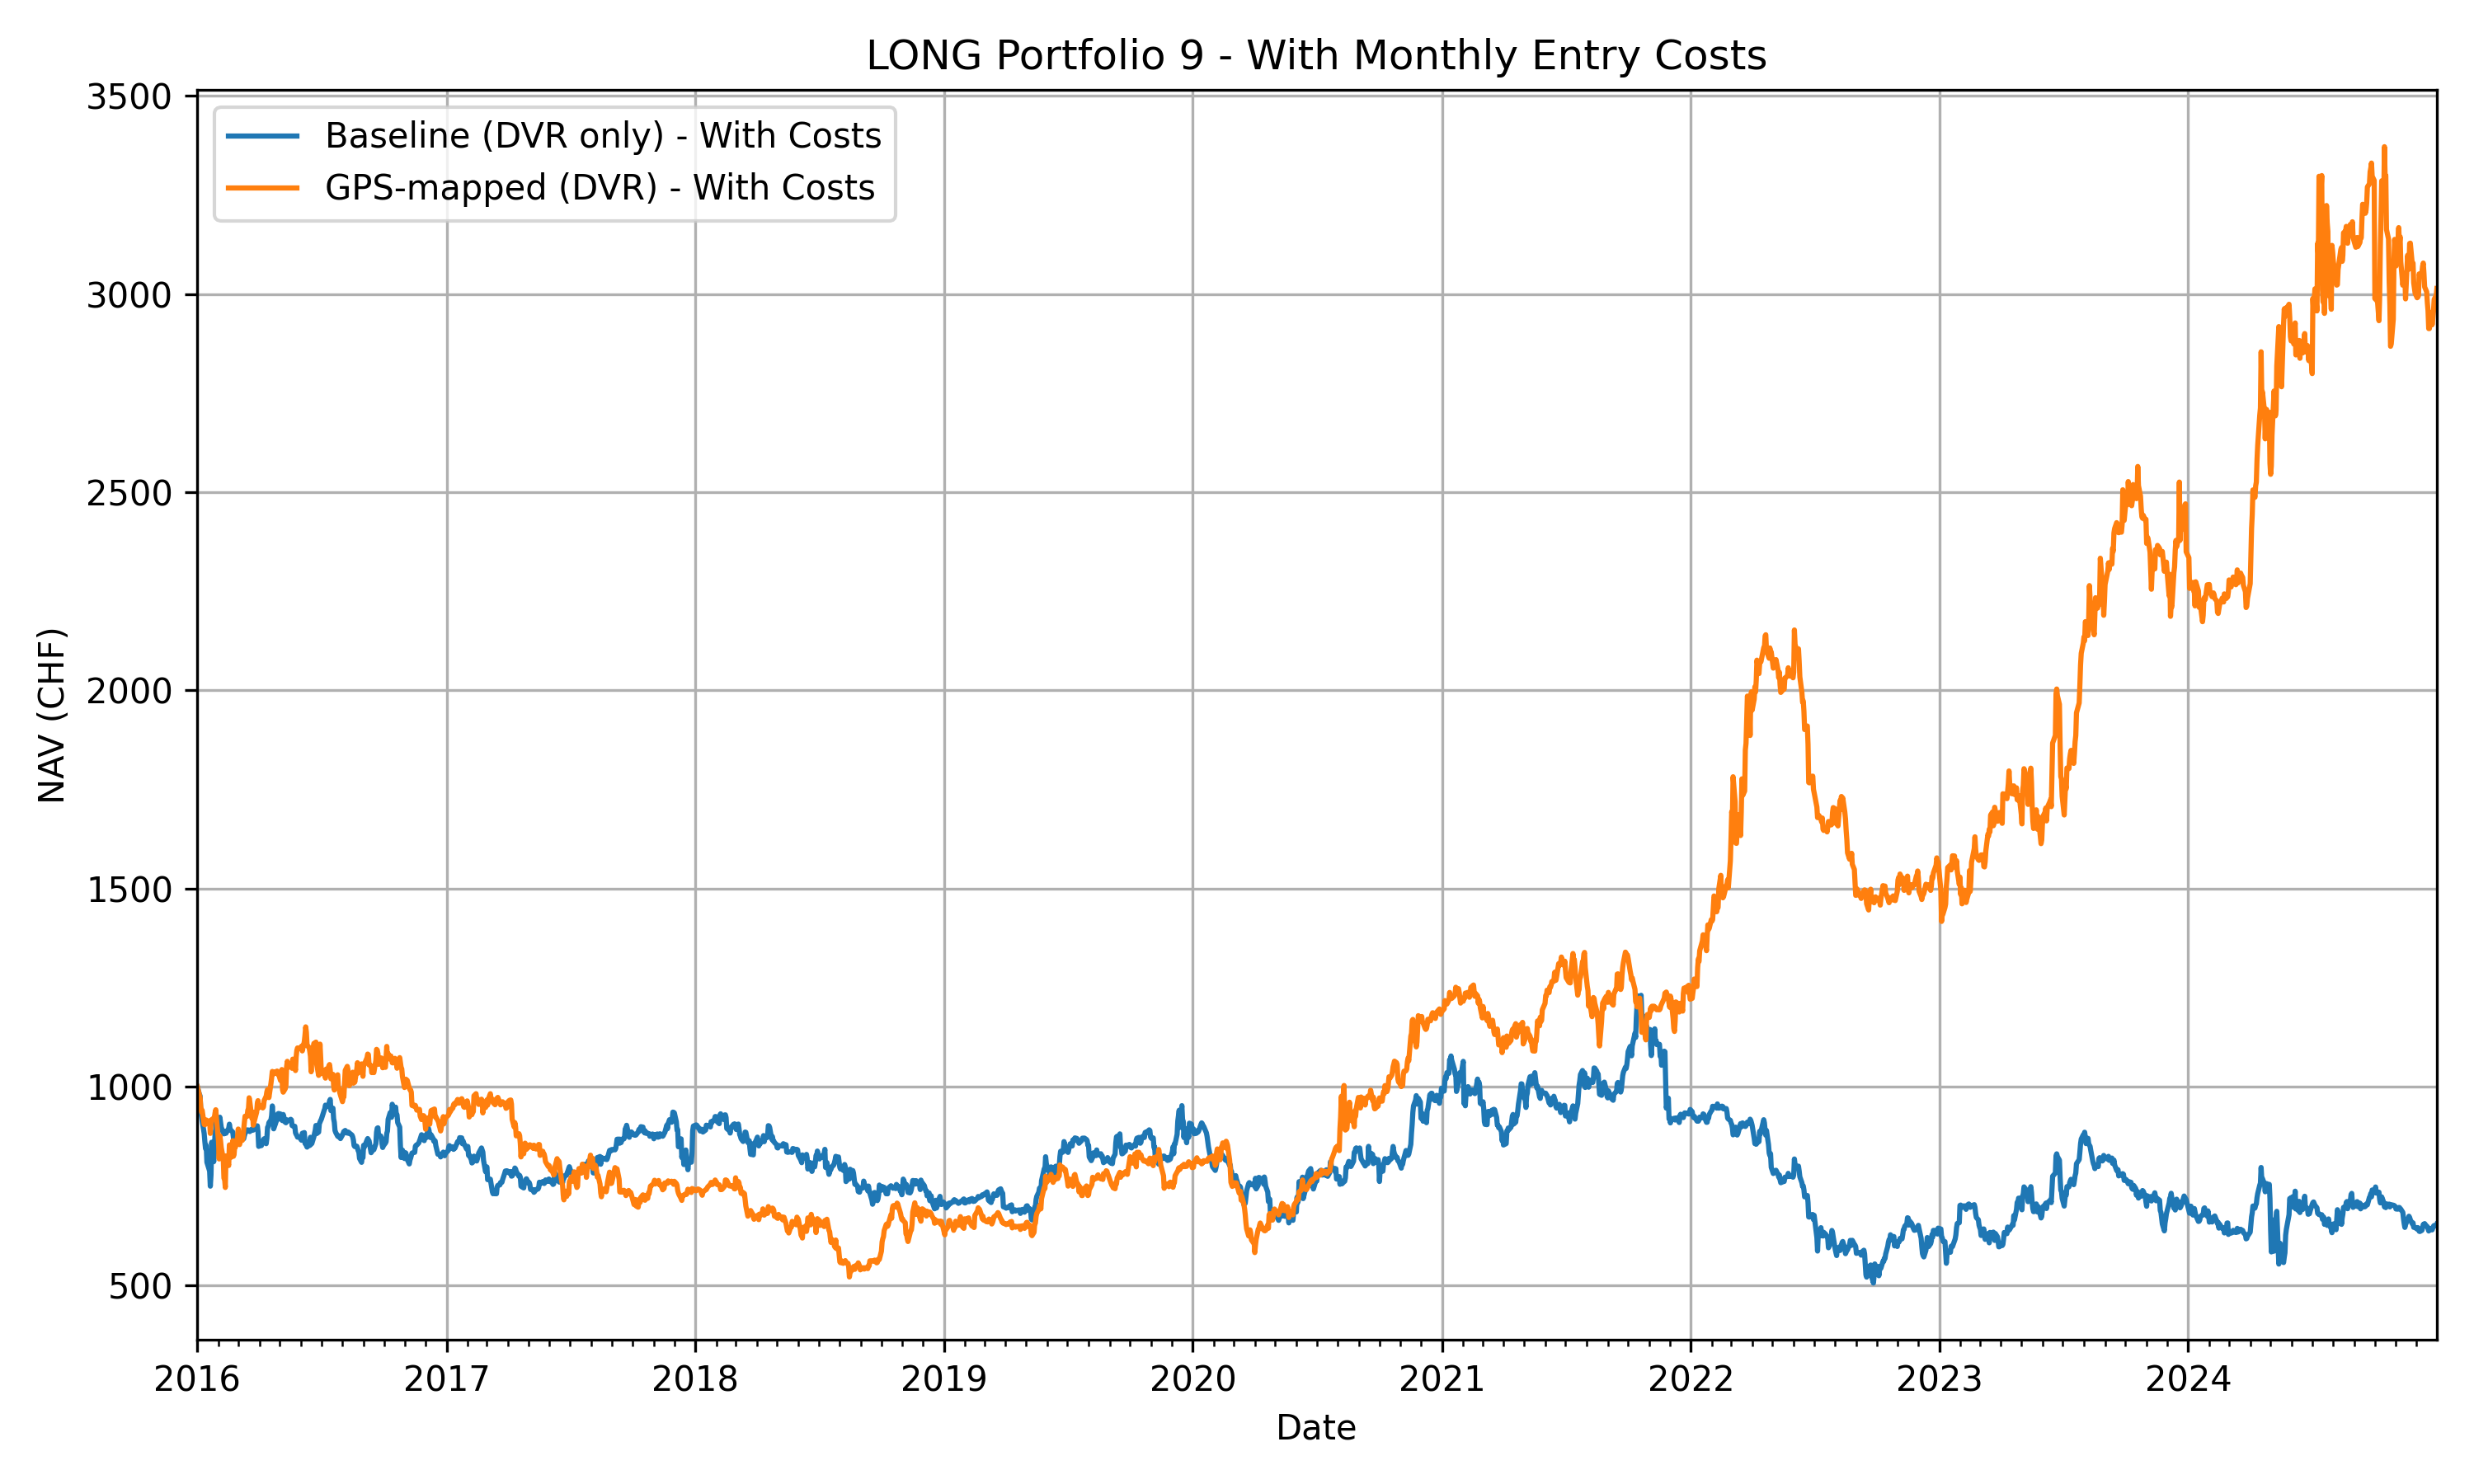 LONG Portfolio 9 - With Monthly Entry Costs
Baseline (DVR only) - With Costs
GPS-mapped (DVR) - With Costs
NAV (CHF)
3500
3000
2500
2000
1500
1000
500
2016 2017 2018 2019 2020 2021 2022 2023 2024
Date